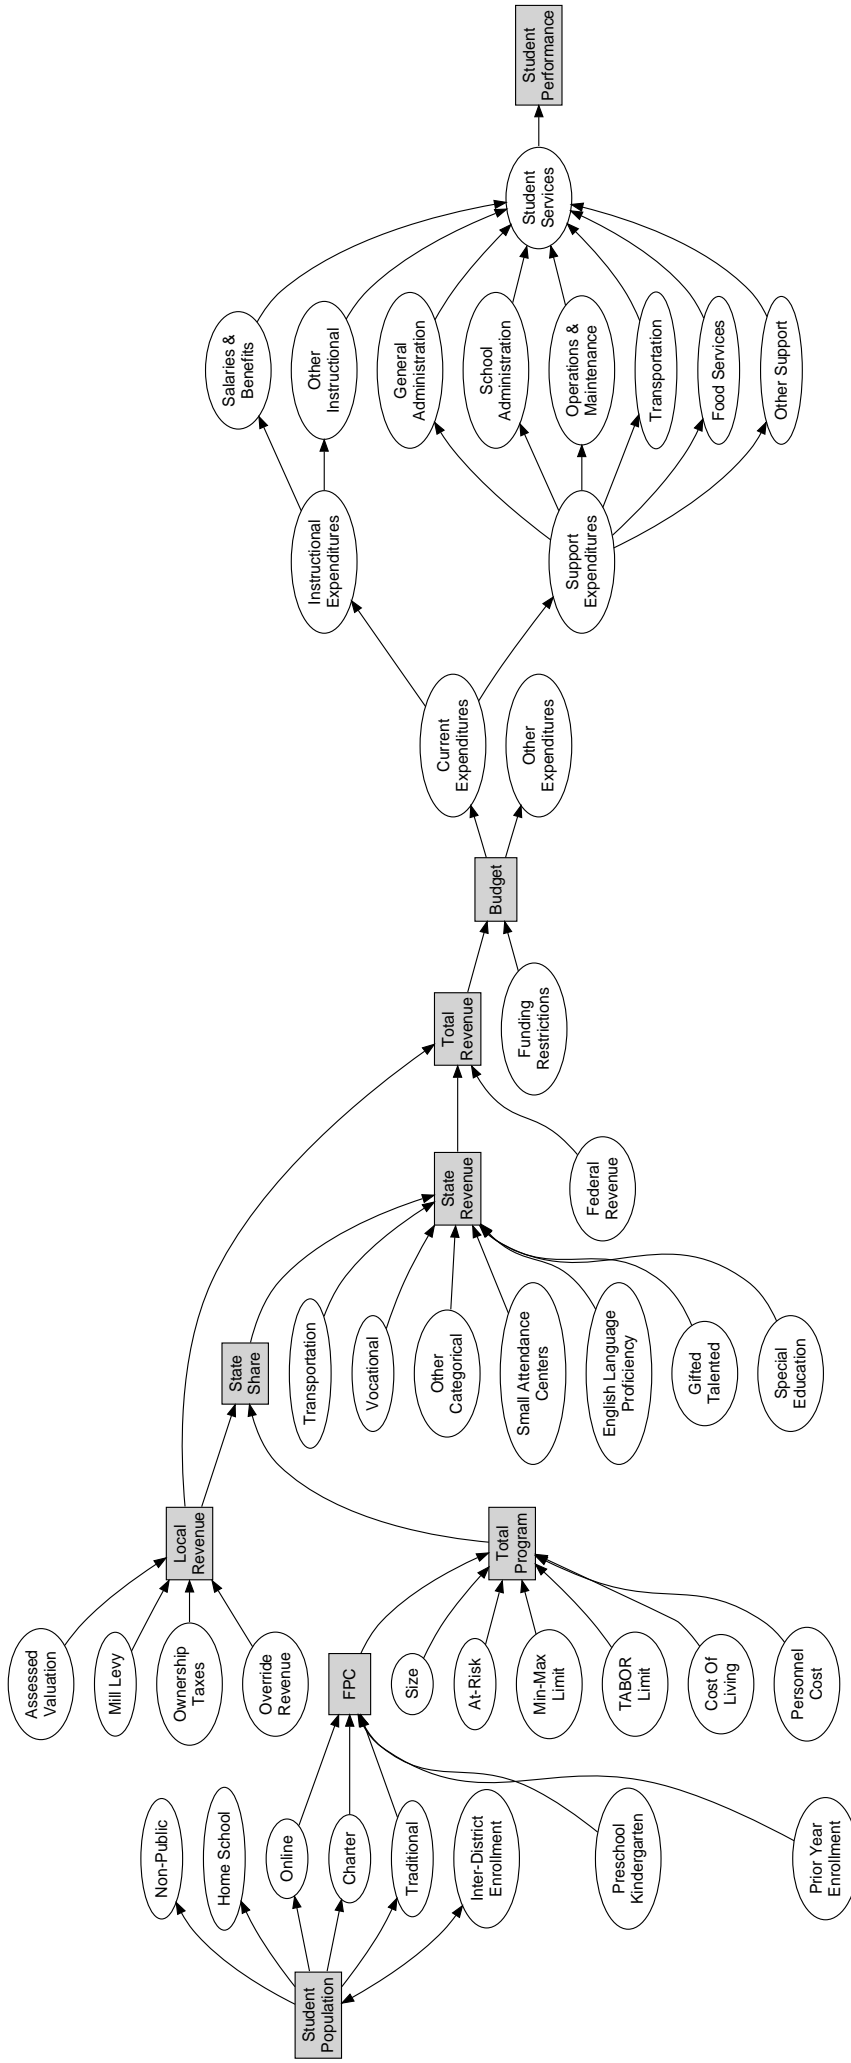 Student
Population
Non-Public
Home School
Online
Charter
Traditional
Inter-District
Enrollment
Preschool
Kindergarten
Prior Year
Enrollment
Assessed
Valuation
Mill Levy
Ownership
Taxes
Override
Revenue
FPC
Size
At-Risk
Min-Max
Limit
TABOR
Limit
Cost Of
Living
Personnel
Cost
Local
Revenue
Total
Program
State
Share
Transportation
Vocational
Other
Categorical
Small Attendance
Centers
English Language
Proficiency
Gifted
Talented
Special
Education
State
Revenue
Federal
Revenue
Total
Revenue
Funding
Restrictions
Budget
Current
Expenditures
Other
Expenditures
Instructional
Expenditures
Support
Expenditures
Salaries &
Benefits
Other
Instructional
General
Administration
School
Administration
Operations &
Maintenance
Transportation
Food Services
Other Support
Student
Services
Student
Performance